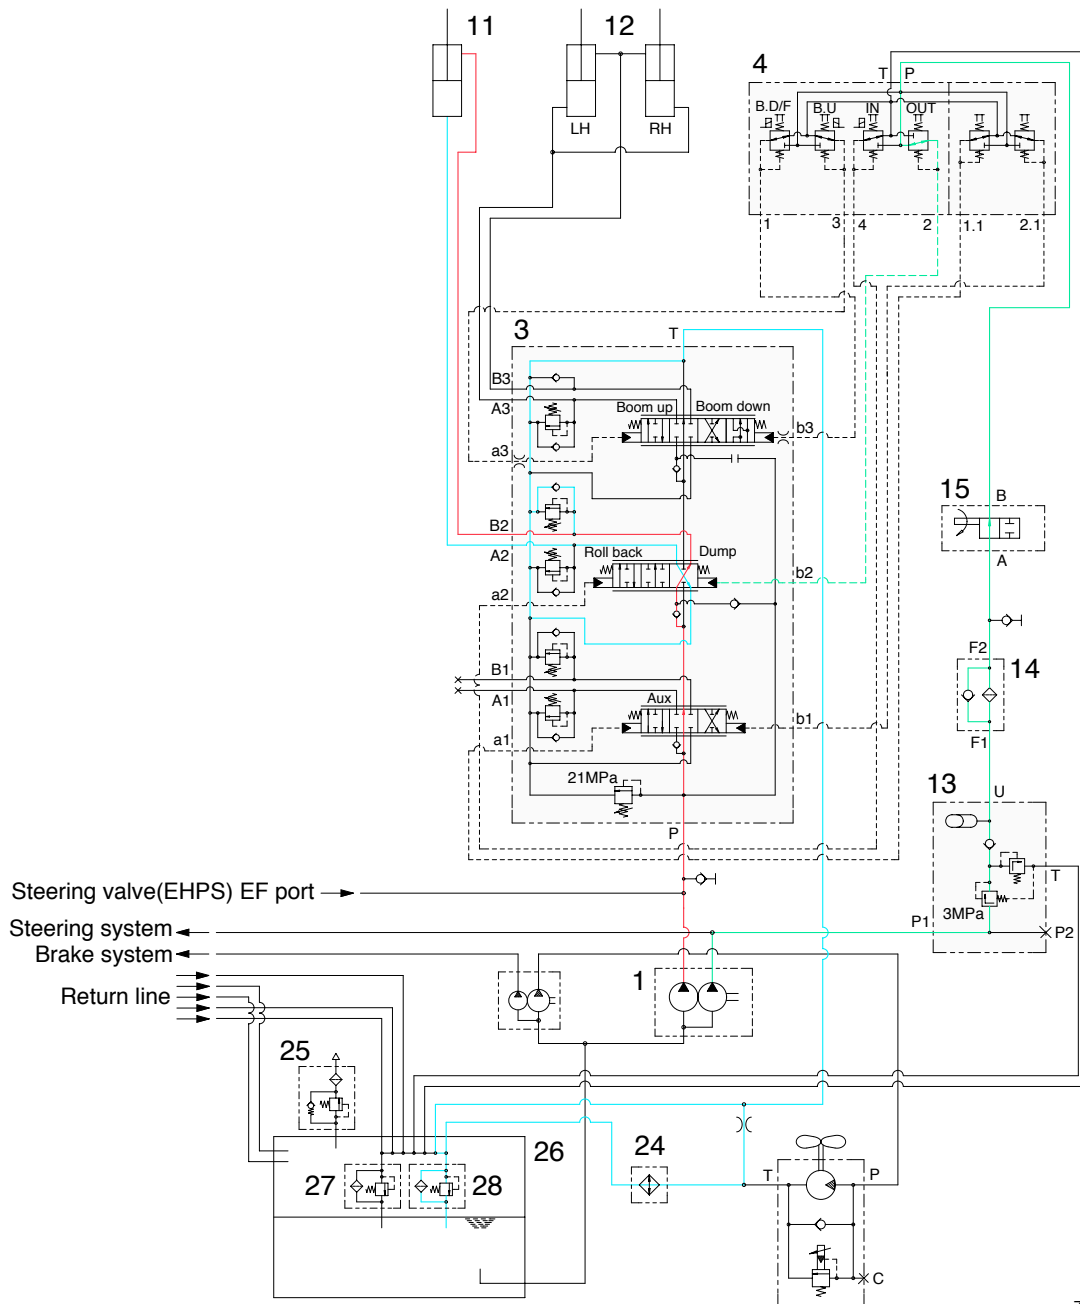 11
12
4
T P
B.D/F B.U IN OUT
LH RH
1 3 4 2 1.1 2.1
3
T
B3
A3
Boom up Boom down
a3
b3
15
B
A
B2
A2
Roll back Dump
a2
b2
F2
14
F1
B1
A1
Aux
a1
b1
21MPa
P
13
U
T
3MPa
P1
P2
Steering valve(EHPS) EF port
Steering system
Brake system
Return line
1
25
26
27
28
24
T P
C